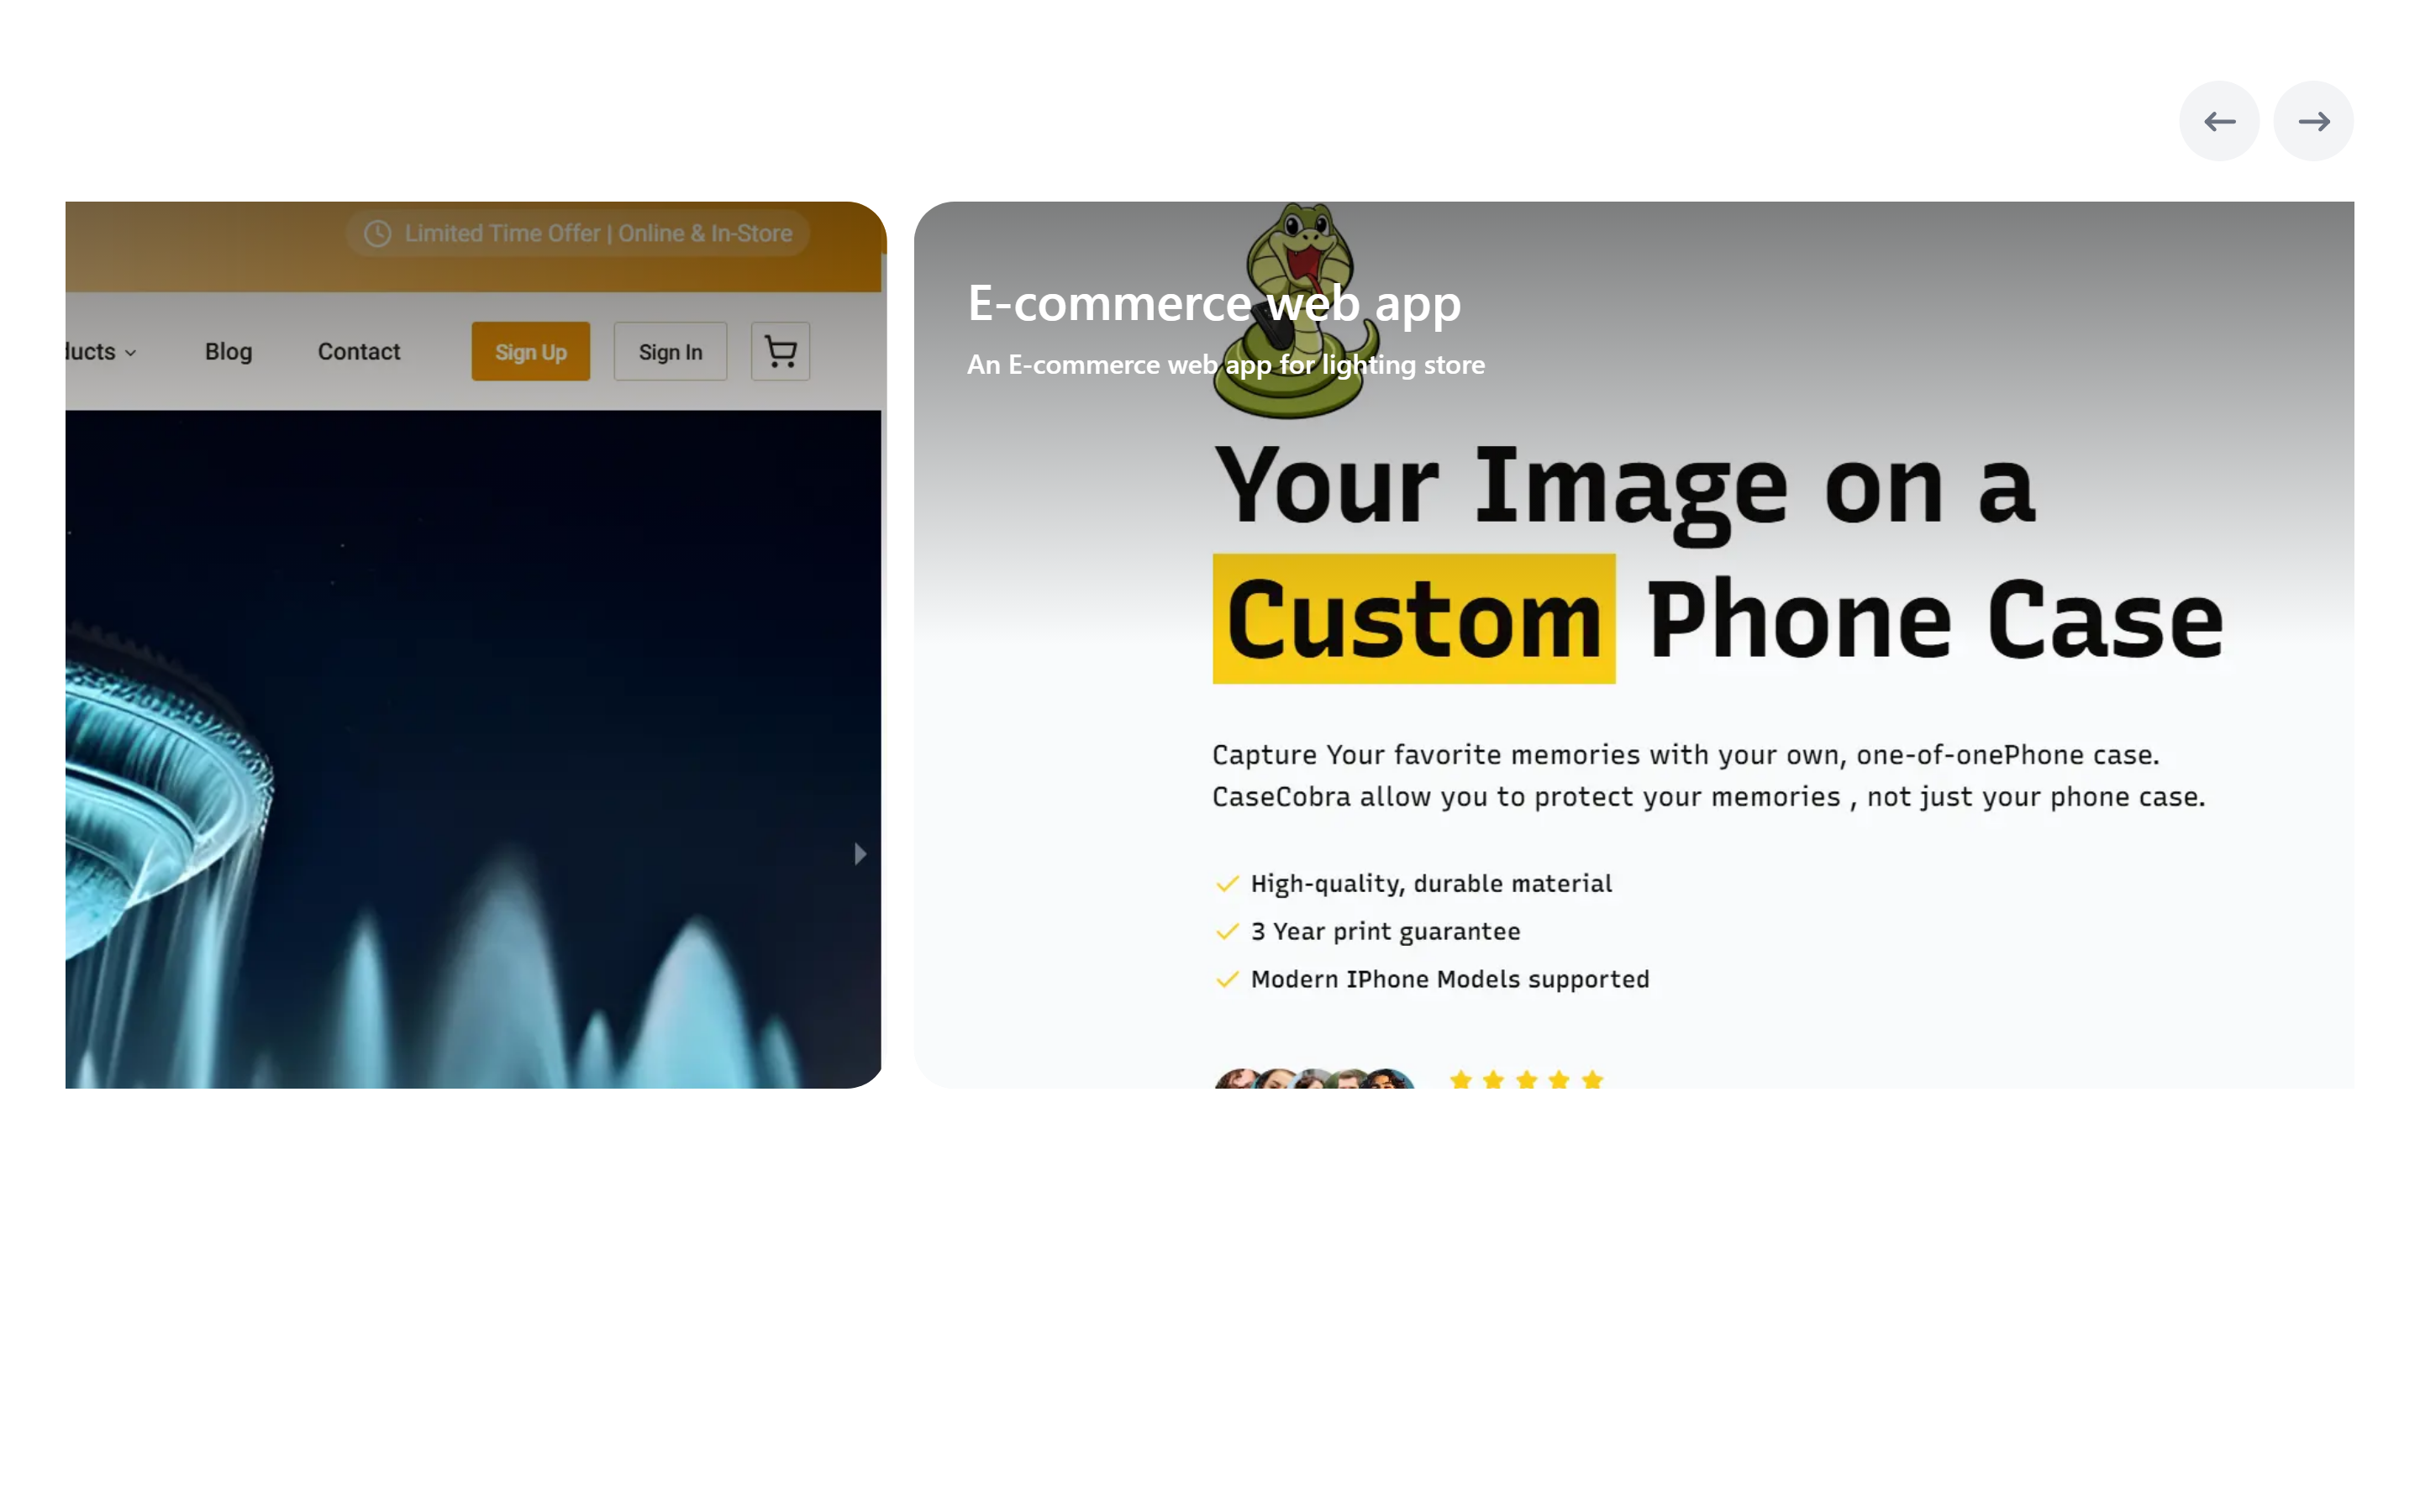 Limited Time Offer | Online & In-Store
Blog
Contact
Sign Up
Sign In
E-commerce web app
An E-commerce web app for lighting store
Your Image on a
Custom Phone Case
Capture Your favorite memories with your own, one-of-onePhone case.
CaseCobra allow you to protect your memories , not just your phone case.
High-quality, durable material
3 Year print guarantee
Modern IPhone Models supported